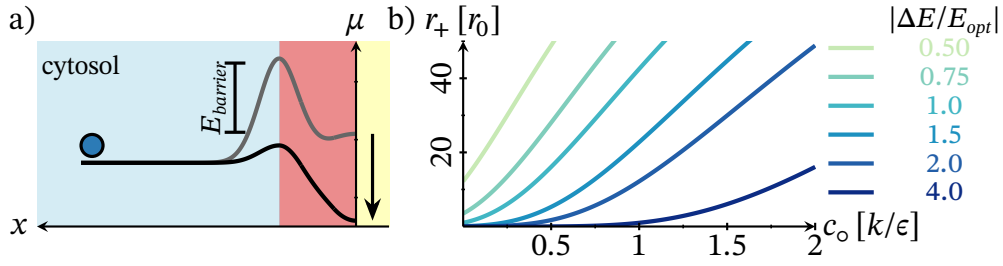 a)
μ
cytosol
E_barrier
x
b)
r₊ [r₀]
40
20
0.5
1
1.5
2
c∘ [k/ϵ]
|ΔE/E_opt|
0.50
0.75
1.0
1.5
2.0
4.0